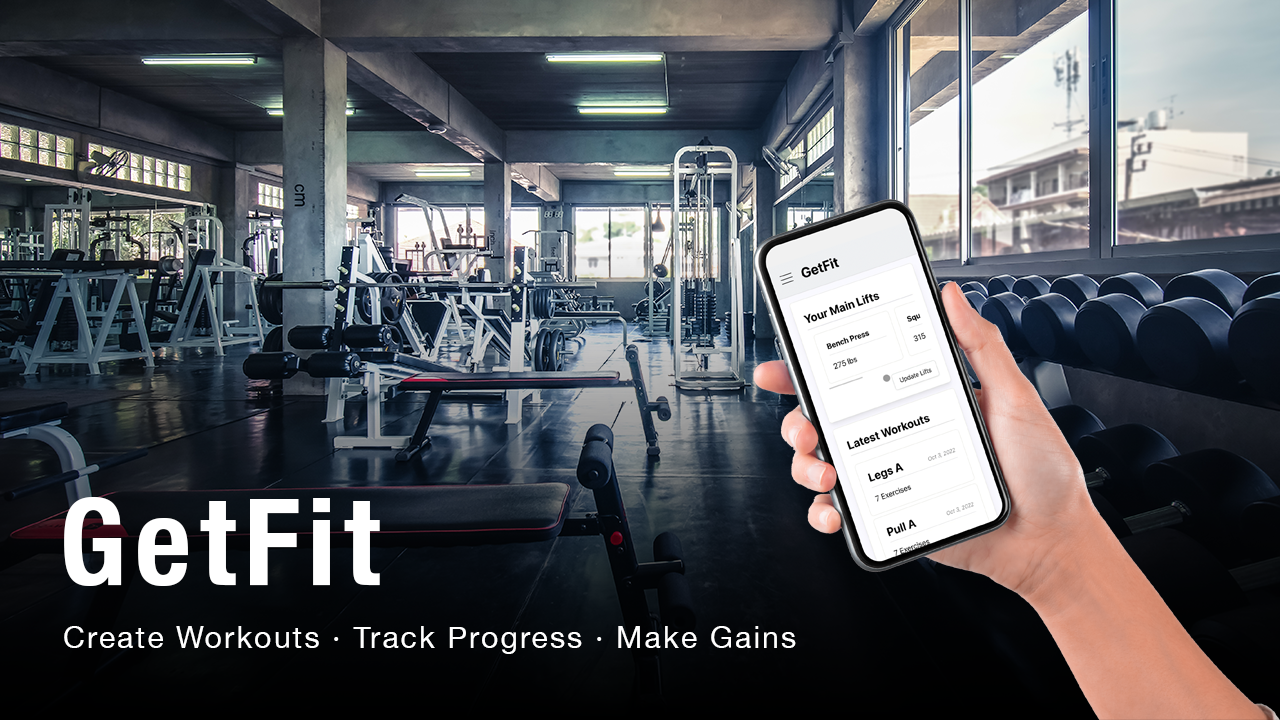 cm
GetFit
Your Main Lifts
Bench Press
275 lbs
Squ
315
Update Lifts
Latest Workouts
Legs A
Oct 3, 2022
7 Exercises
Pull A
Oct 3, 2022
7 Exercises
GetFit
Create Workouts · Track Progress · Make Gains